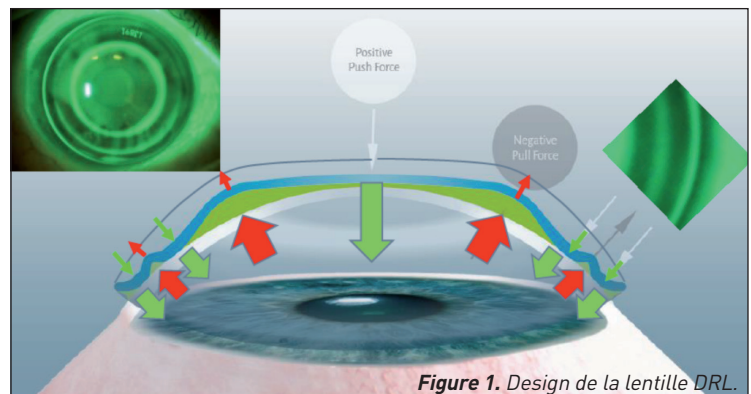 Positive
Push Force
Negative
Pull Force
Figure 1. Design de la lentille DRL.